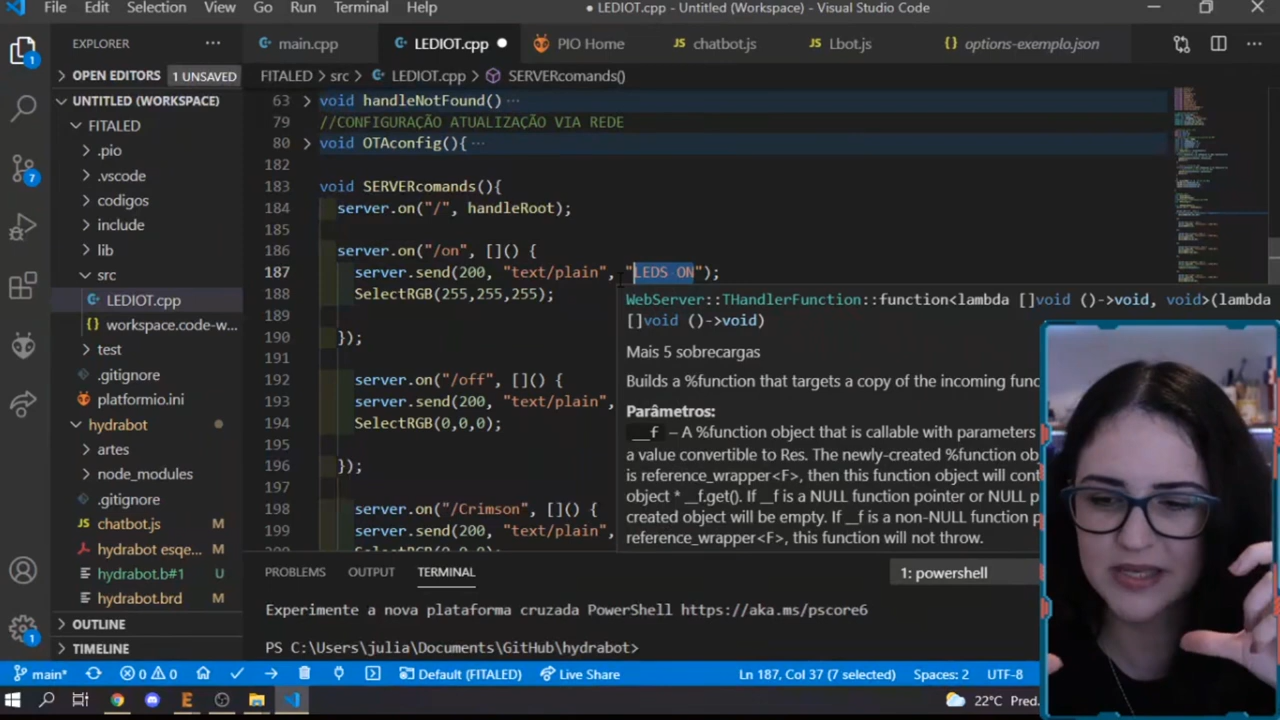 File Edit Selection View Go Run Terminal Help
● LEDIOT.cpp - Untitled (Workspace) - Visual Studio Code
EXPLORER
main.cpp
LEDIOT.cpp
PIO Home
JS chatbot.js
JS Lbot.js
{} options-exemplo.json
OPEN EDITORS 1 UNSAVED
UNTITLED (WORKSPACE)
FITALED
.pio
.vscode
codigos
include
lib
src
LEDIOT.cpp
{} workspace.code-w...
test
.gitignore
platformio.ini
hydrabot
artes
node_modules
.gitignore
chatbot.js M
hydrabot esqe... M
hydrabot.b#1 U
hydrabot.brd M
OUTLINE
TIMELINE
FITALED > src > LEDIOT.cpp > SERVERcomands()
63 void handleNotFound() ...
79 //CONFIGURAÇÃO ATUALIZAÇÃO VIA REDE
80 void OTAconfig(){ ...
182
183 void SERVERcomands(){
184 server.on("/", handleRoot);
185
186 server.on("/on", []() {
187 server.send(200, "text/plain", "LEDS ON");
188 SelectRGB(255,255,255);
189
190 });
191
192 server.on("/off", []() {
193 server.send(200, "text/plain",
194 SelectRGB(0,0,0);
195
196 });
197
198 server.on("/Crimson", []() {
199 server.send(200, "text/plain",
WebServer::THandlerFunction::function<lambda []void ()->void, void>(lambda
[]void ()->void)
Mais 5 sobrecargas
Builds a %function that targets a copy of the incoming func
Parâmetros:
__f – A %function object that is callable with parameters
a value convertible to Res. The newly-created %function ob
is reference_wrapper<F>, then this function object will cont
object * __f.get(). If __f is a NULL function pointer or NULL p
created object will be empty. If __f is a non-NULL function p
reference_wrapper<F>, this function will not throw.
PROBLEMS OUTPUT TERMINAL
1: powershell
Experimente a nova plataforma cruzada PowerShell https://aka.ms/pscore6
PS C:\Users\julia\Documents\GitHub\hydrabot>
main* 0 0 Default (FITALED) Live Share
Ln 187, Col 37 (7 selected) Spaces: 2 UTF-8
22°C Pred.